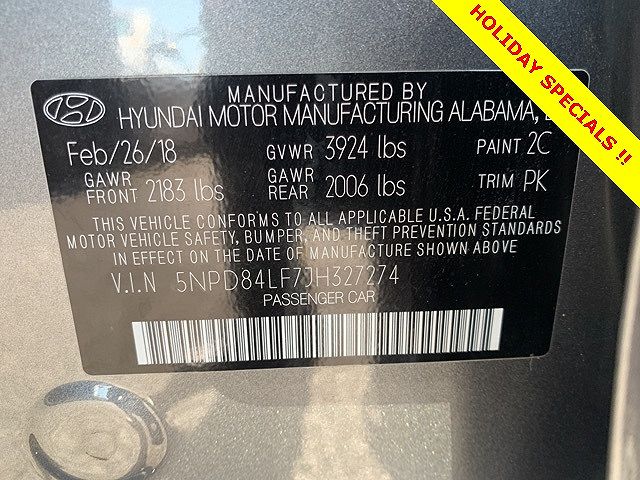 HOLIDAY SPECIALS !!
MANUFACTURED BY
HYUNDAI MOTOR MANUFACTURING ALABAMA,
Feb/26/18 GVWR 3924 lbs PAINT 2C
GAWR FRONT 2183 lbs GAWR REAR 2006 lbs TRIM PK
THIS VEHICLE CONFORMS TO ALL APPLICABLE U.S.A. FEDERAL
MOTOR VEHICLE SAFETY, BUMPER, AND THEFT PREVENTION STANDARDS
IN EFFECT ON THE DATE OF MANUFACTURE SHOWN ABOVE
V.I.N 5NPD84LF7JH327274
PASSENGER CAR